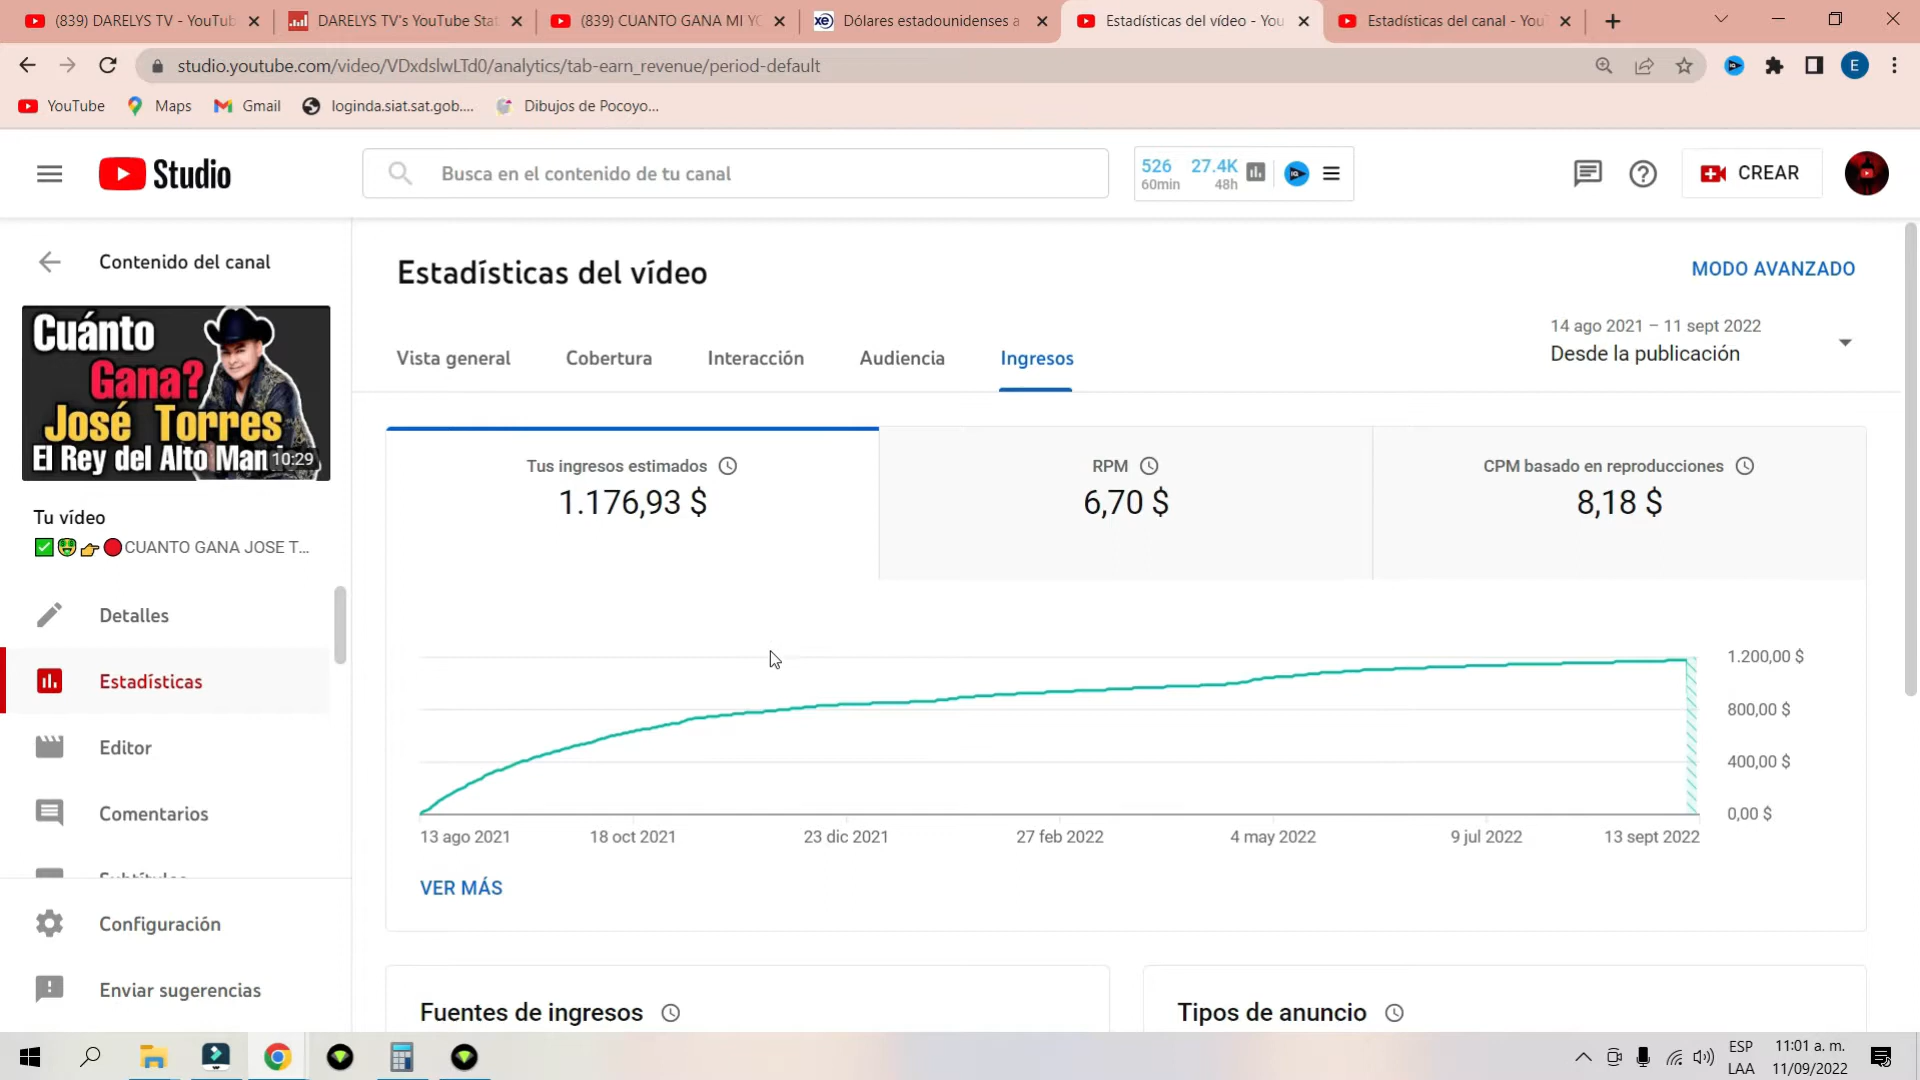 (839) DARELYS TV - YouTub
DARELYS TV's YouTube Stat
(839) CUANTO GANA MI YO
Dólares estadounidenses a
Estadísticas del vídeo - You
Estadísticas del canal - You
studio.youtube.com/video/VDxdslwLTd0/analytics/tab-earn_revenue/period-default
E
YouTube
Maps
Gmail
loginda.siat.sat.gob....
Dibujos de Pocoyo...
Studio
Busca en el contenido de tu canal
526
60min
27.4K
48h
CREAR
Contenido del canal
Estadísticas del vídeo
MODO AVANZADO
14 ago 2021 – 11 sept 2022
Desde la publicación
Vista general
Cobertura
Interacción
Audiencia
Ingresos
Cuánto
Gana?
José Torres
El Rey del Alto Man
10:29
Tu vídeo
CUANTO GANA JOSE T...
Detalles
Estadísticas
Editor
Comentarios
Subtítulos
Configuración
Enviar sugerencias
Tus ingresos estimados
1.176,93 $
RPM
6,70 $
CPM basado en reproducciones
8,18 $
1.200,00 $
800,00 $
400,00 $
0,00 $
13 ago 2021
18 oct 2021
23 dic 2021
27 feb 2022
4 may 2022
9 jul 2022
13 sept 2022
VER MÁS
Fuentes de ingresos
Tipos de anuncio
ESP
LAA
11:01 a. m.
11/09/2022